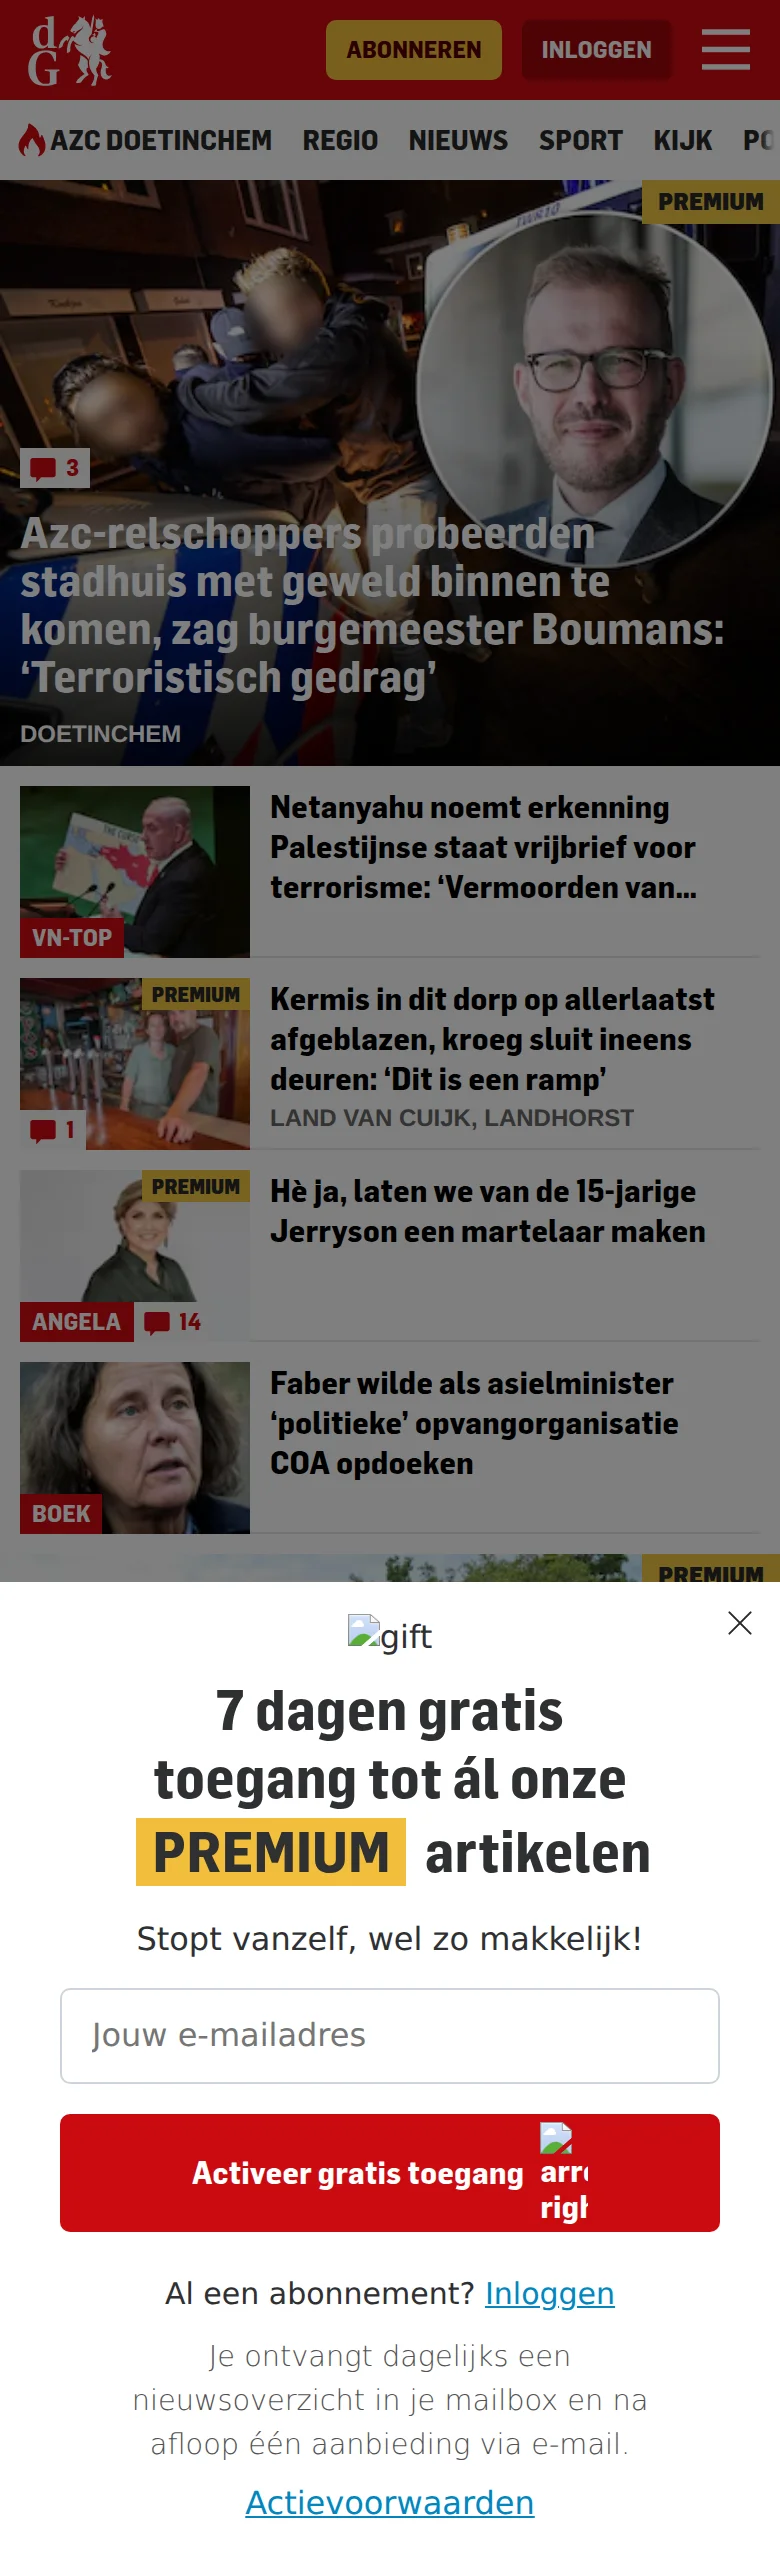 dG
ABONNEREN
INLOGGEN
AZC DOETINCHEM REGIO NIEUWS SPORT KIJK
PREMIUM
3
Azc-relschoppers probeerden
stadhuis met geweld binnen te
komen, zag burgemeester Boumans:
‘Terroristisch gedrag’
DOETINCHEM
Netanyahu noemt erkenning
Palestijnse staat vrijbrief voor
terrorisme: ‘Vermoorden van...
VN-TOP
PREMIUM
Kermis in dit dorp op allerlaatst
afgeblazen, kroeg sluit ineens
deuren: ‘Dit is een ramp’
LAND VAN CUIJK, LANDHORST
1
PREMIUM
Hè ja, laten we van de 15-jarige
Jerryson een martelaar maken
ANGELA
14
Faber wilde als asielminister
‘politieke’ opvangorganisatie
COA opdoeken
BOEK
PREMIUM
gift
7 dagen gratis
toegang tot ál onze
PREMIUM artikelen
Stopt vanzelf, wel zo makkelijk!
Jouw e-mailadres
Activeer gratis toegang
Al een abonnement? Inloggen
Je ontvangt dagelijks een
nieuwsoverzicht in je mailbox en na
afloop één aanbieding via e-mail.
Actievoorwaarden